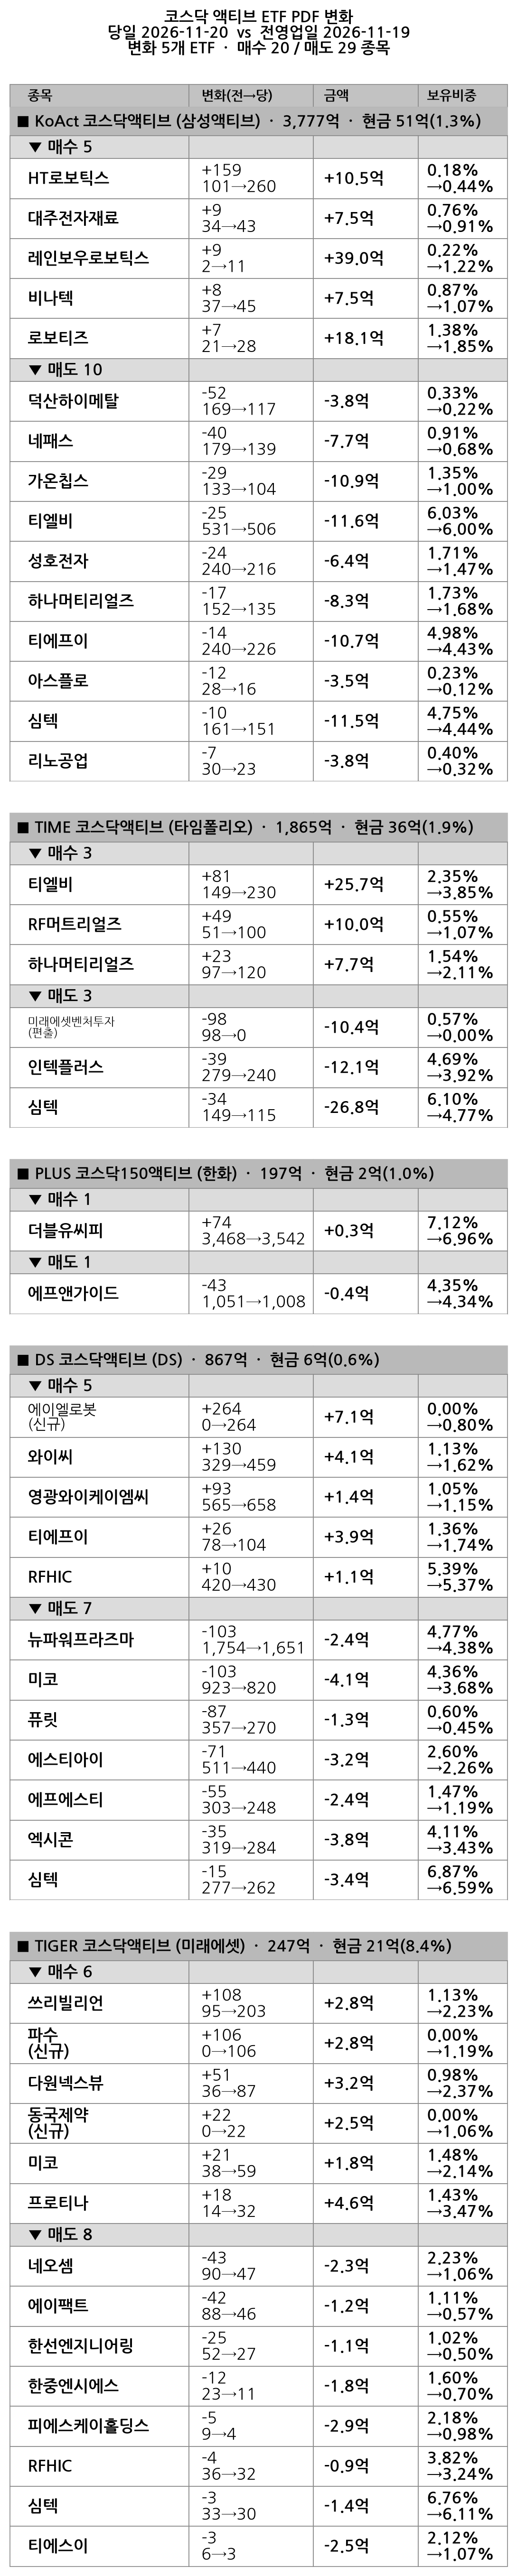 코스닥 액티브 ETF PDF 변화
당일 2026-11-20 vs 전영업일 2026-11-19
변화 5개 ETF · 매수 20 / 매도 29 종목
종목 변화(전→당) 금액 보유비중
■ KoAct 코스닥액티브 (삼성액티브) · 3,777억 · 현금 51억(1.3%)
▼ 매수 5
HT로보틱스 +159 101→260 +10.5억 0.18% →0.44%
대주전자재료 +9 34→43 +7.5억 0.76% →0.91%
레인보우로보틱스 +9 2→11 +39.0억 0.22% →1.22%
비나텍 +8 37→45 +7.5억 0.87% →1.07%
로보티즈 +7 21→28 +18.1억 1.38% →1.85%
▼ 매도 10
덕산하이메탈 -52 169→117 -3.8억 0.33% →0.22%
네패스 -40 179→139 -7.7억 0.91% →0.68%
가온칩스 -29 133→104 -10.9억 1.35% →1.00%
티엘비 -25 531→506 -11.6억 6.03% →6.00%
성호전자 -24 240→216 -6.4억 1.71% →1.47%
하나머티리얼즈 -17 152→135 -8.3억 1.73% →1.68%
티에프이 -14 240→226 -10.7억 4.98% →4.43%
아스플로 -12 28→16 -3.5억 0.23% →0.12%
심텍 -10 161→151 -11.5억 4.75% →4.44%
리노공업 -7 30→23 -3.8억 0.40% →0.32%
■ TIME 코스닥액티브 (타임폴리오) · 1,865억 · 현금 36억(1.9%)
▼ 매수 3
티엘비 +81 149→230 +25.7억 2.35% →3.85%
RF머트리얼즈 +49 51→100 +10.0억 0.55% →1.07%
하나머티리얼즈 +23 97→120 +7.7억 1.54% →2.11%
▼ 매도 3
미래에셋벤처투자 (편출) -98 98→0 -10.4억 0.57% →0.00%
인텍플러스 -39 279→240 -12.1억 4.69% →3.92%
심텍 -34 149→115 -26.8억 6.10% →4.77%
■ PLUS 코스닥150액티브 (한화) · 197억 · 현금 2억(1.0%)
▼ 매수 1
더블유씨피 +74 3,468→3,542 +0.3억 7.12% →6.96%
▼ 매도 1
에프앤가이드 -43 1,051→1,008 -0.4억 4.35% →4.34%
■ DS 코스닥액티브 (DS) · 867억 · 현금 6억(0.6%)
▼ 매수 5
에이엘로봇 (신규) +264 0→264 +7.1억 0.00% →0.80%
와이씨 +130 329→459 +4.1억 1.13% →1.62%
영광와이케이엠씨 +93 565→658 +1.4억 1.05% →1.15%
티에프이 +26 78→104 +3.9억 1.36% →1.74%
RFHIC +10 420→430 +1.1억 5.39% →5.37%
▼ 매도 7
뉴파워프라즈마 -103 1,754→1,651 -2.4억 4.77% →4.38%
미코 -103 923→820 -4.1억 4.36% →3.68%
퓨릿 -87 357→270 -1.3억 0.60% →0.45%
에스티아이 -71 511→440 -3.2억 2.60% →2.26%
에프에스티 -55 303→248 -2.4억 1.47% →1.19%
엑시콘 -35 319→284 -3.8억 4.11% →3.43%
심텍 -15 277→262 -3.4억 6.87% →6.59%
■ TIGER 코스닥액티브 (미래에셋) · 247억 · 현금 21억(8.4%)
▼ 매수 6
쓰리빌리언 +108 95→203 +2.8억 1.13% →2.23%
파수 (신규) +106 0→106 +2.8억 0.00% →1.19%
다원넥스뷰 +51 36→87 +3.2억 0.98% →2.37%
동국제약 (신규) +22 0→22 +2.5억 0.00% →1.06%
미코 +21 38→59 +1.8억 1.48% →2.14%
프로티나 +18 14→32 +4.6억 1.43% →3.47%
▼ 매도 8
네오셈 -43 90→47 -2.3억 2.23% →1.06%
에이팩트 -42 88→46 -1.2억 1.11% →0.57%
한선엔지니어링 -25 52→27 -1.1억 1.02% →0.50%
한중엔시에스 -12 23→11 -1.8억 1.60% →0.70%
피에스케이홀딩스 -5 9→4 -2.9억 2.18% →0.98%
RFHIC -4 36→32 -0.9억 3.82% →3.24%
심텍 -3 33→30 -1.4억 6.76% →6.11%
티에스이 -3 6→3 -2.5억 2.12% →1.07%